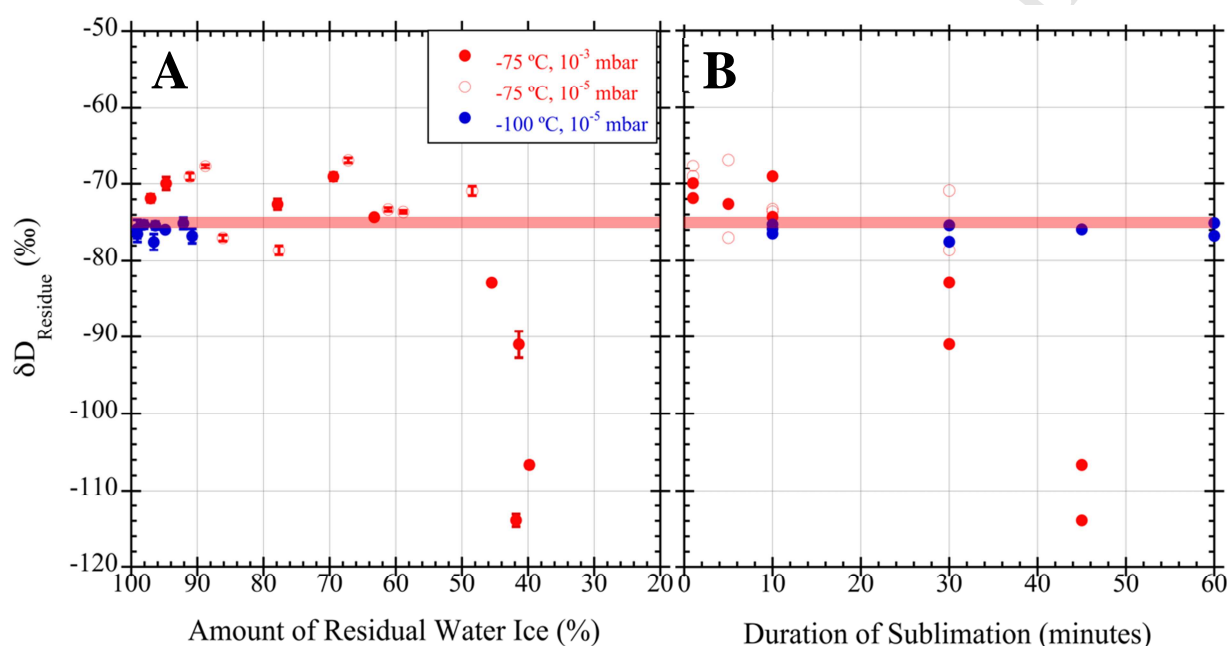 A
B
-75 ºC, 10⁻³ mbar
-75 ºC, 10⁻⁵ mbar
-100 ºC, 10⁻⁵ mbar
δD Residue (‰)
-50
-60
-70
-80
-90
-100
-110
-120
100 90 80 70 60 50 40 30 20
0 10 20 30 40 50 60
Amount of Residual Water Ice (%)
Duration of Sublimation (minutes)